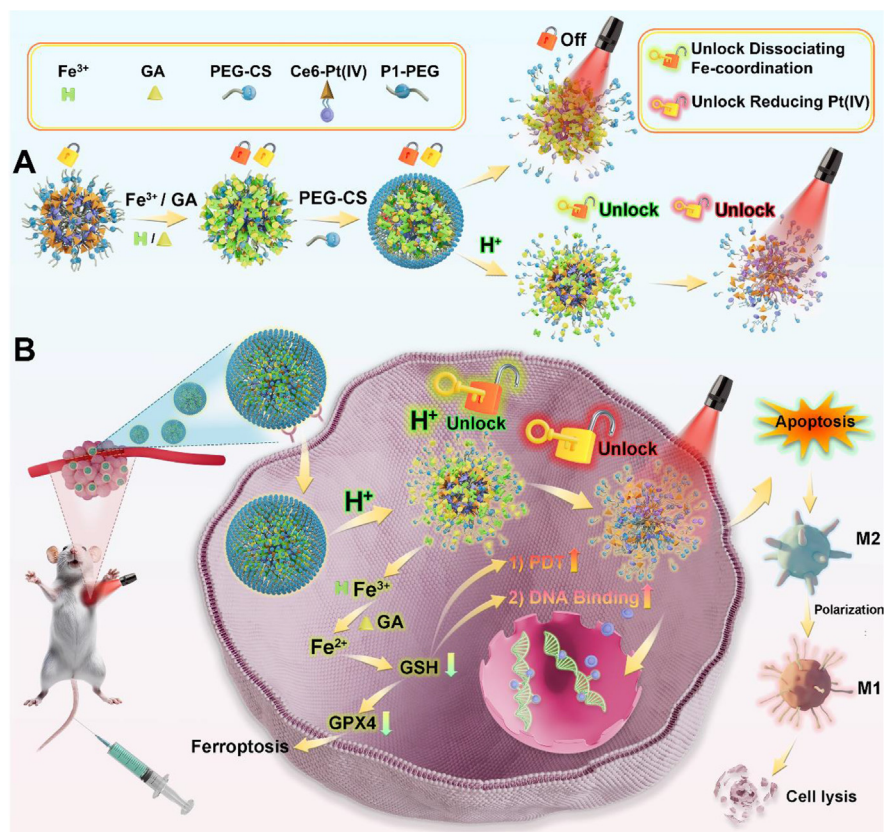 Fe³⁺
GA
PEG-CS
Ce6-Pt(IV)
P1-PEG
Off
Unlock Dissociating
Fe-coordination
Unlock Reducing Pt(IV)
A
Fe³⁺ / GA
/
PEG-CS
H⁺
Unlock
Unlock
B
H⁺
Unlock
Unlock
H⁺
Apoptosis
M2
Polarization
:
M1
Cell lysis
1) PDT
2) DNA Binding
Fe³⁺
GA
Fe²⁺
GSH
GPX4
Ferroptosis